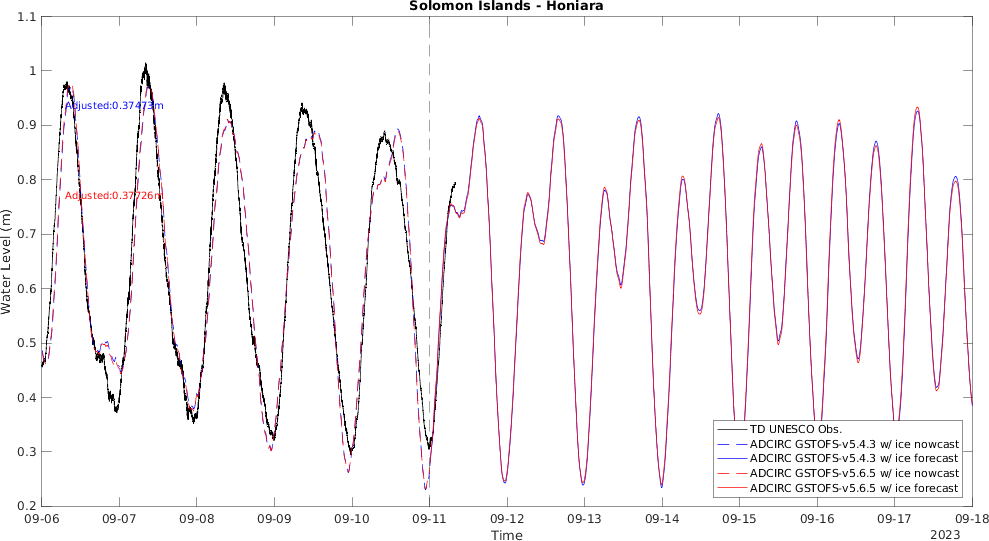 Solomon Islands - Honiara
1.1
1
0.9
0.8
0.7
0.6
0.5
0.4
0.3
0.2
Water Level (m)
Adjusted:0.37473m
Adjusted:0.37726m
TD UNESCO Obs.
ADCIRC GSTOFS-v5.4.3 w/ ice nowcast
ADCIRC GSTOFS-v5.4.3 w/ ice forecast
ADCIRC GSTOFS-v5.6.5 w/ ice nowcast
ADCIRC GSTOFS-v5.6.5 w/ ice forecast
09-06 09-07 09-08 09-09 09-10 09-11 09-12 09-13 09-14 09-15 09-16 09-17 09-18
Time
2023